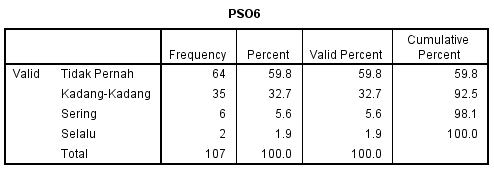 PSO6
Frequency Percent Valid Percent Cumulative Percent
Valid Tidak Pernah 64 59.8 59.8 59.8
Kadang-Kadang 35 32.7 32.7 92.5
Sering 6 5.6 5.6 98.1
Selalu 2 1.9 1.9 100.0
Total 107 100.0 100.0